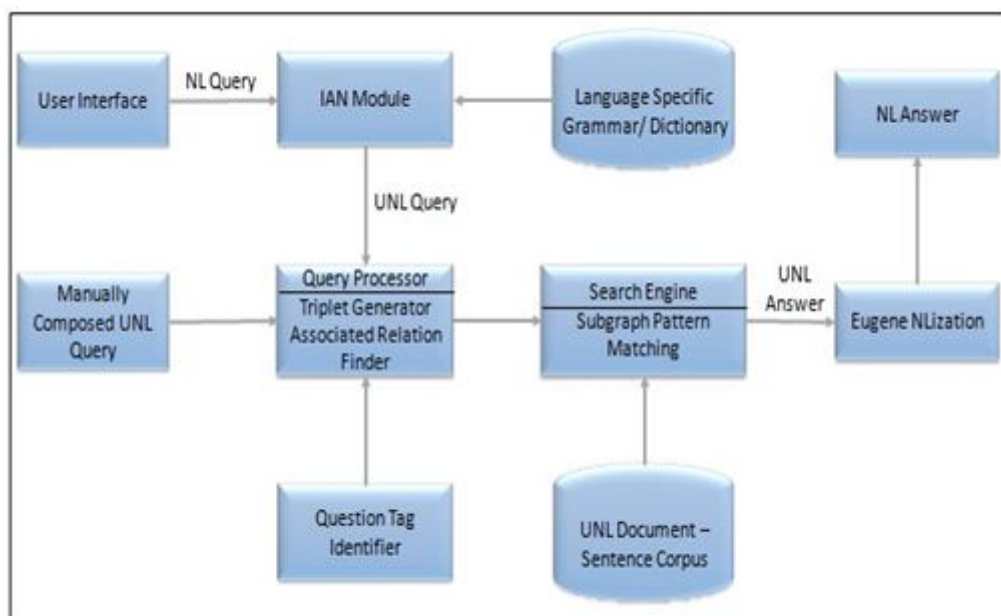 User Interface
NL Query
IAN Module
Language Specific
Grammar/ Dictionary
NL Answer
UNL Query
Manually
Composed UNL
Query
Query Processor
Triplet Generator
Associated Relation
Finder
Search Engine
Subgraph Pattern
Matching
UNL
Answer
Eugene NLization
Question Tag
Identifier
UNL Document –
Sentence Corpus